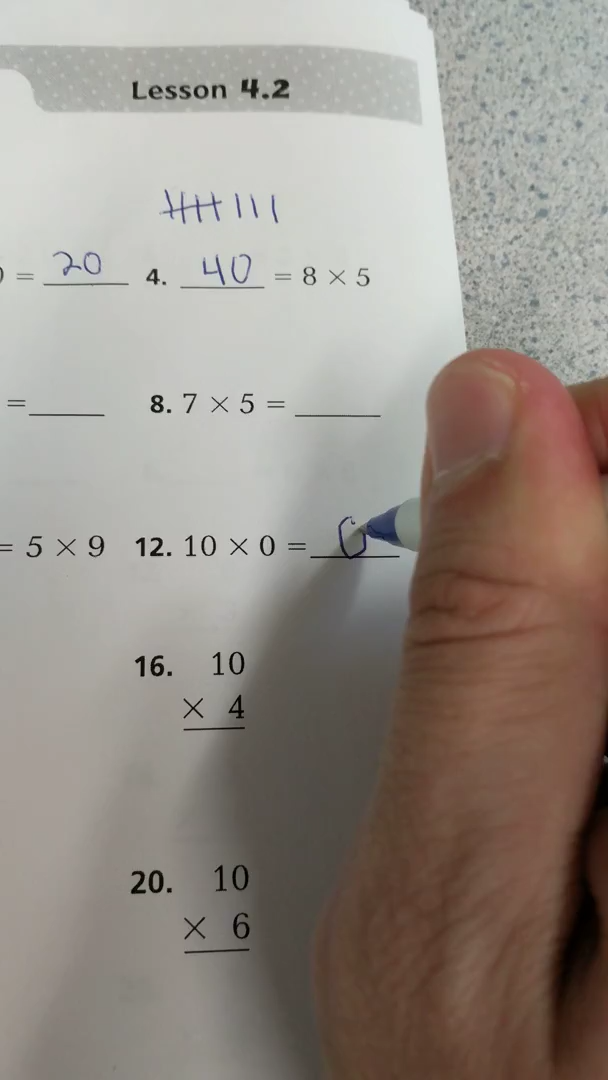 Lesson 4.2
= 20 4. 40 = 8 × 5
= 8. 7 × 5 =
= 5 × 9 12. 10 × 0 = 0
16. 10
× 4
20. 10
× 6